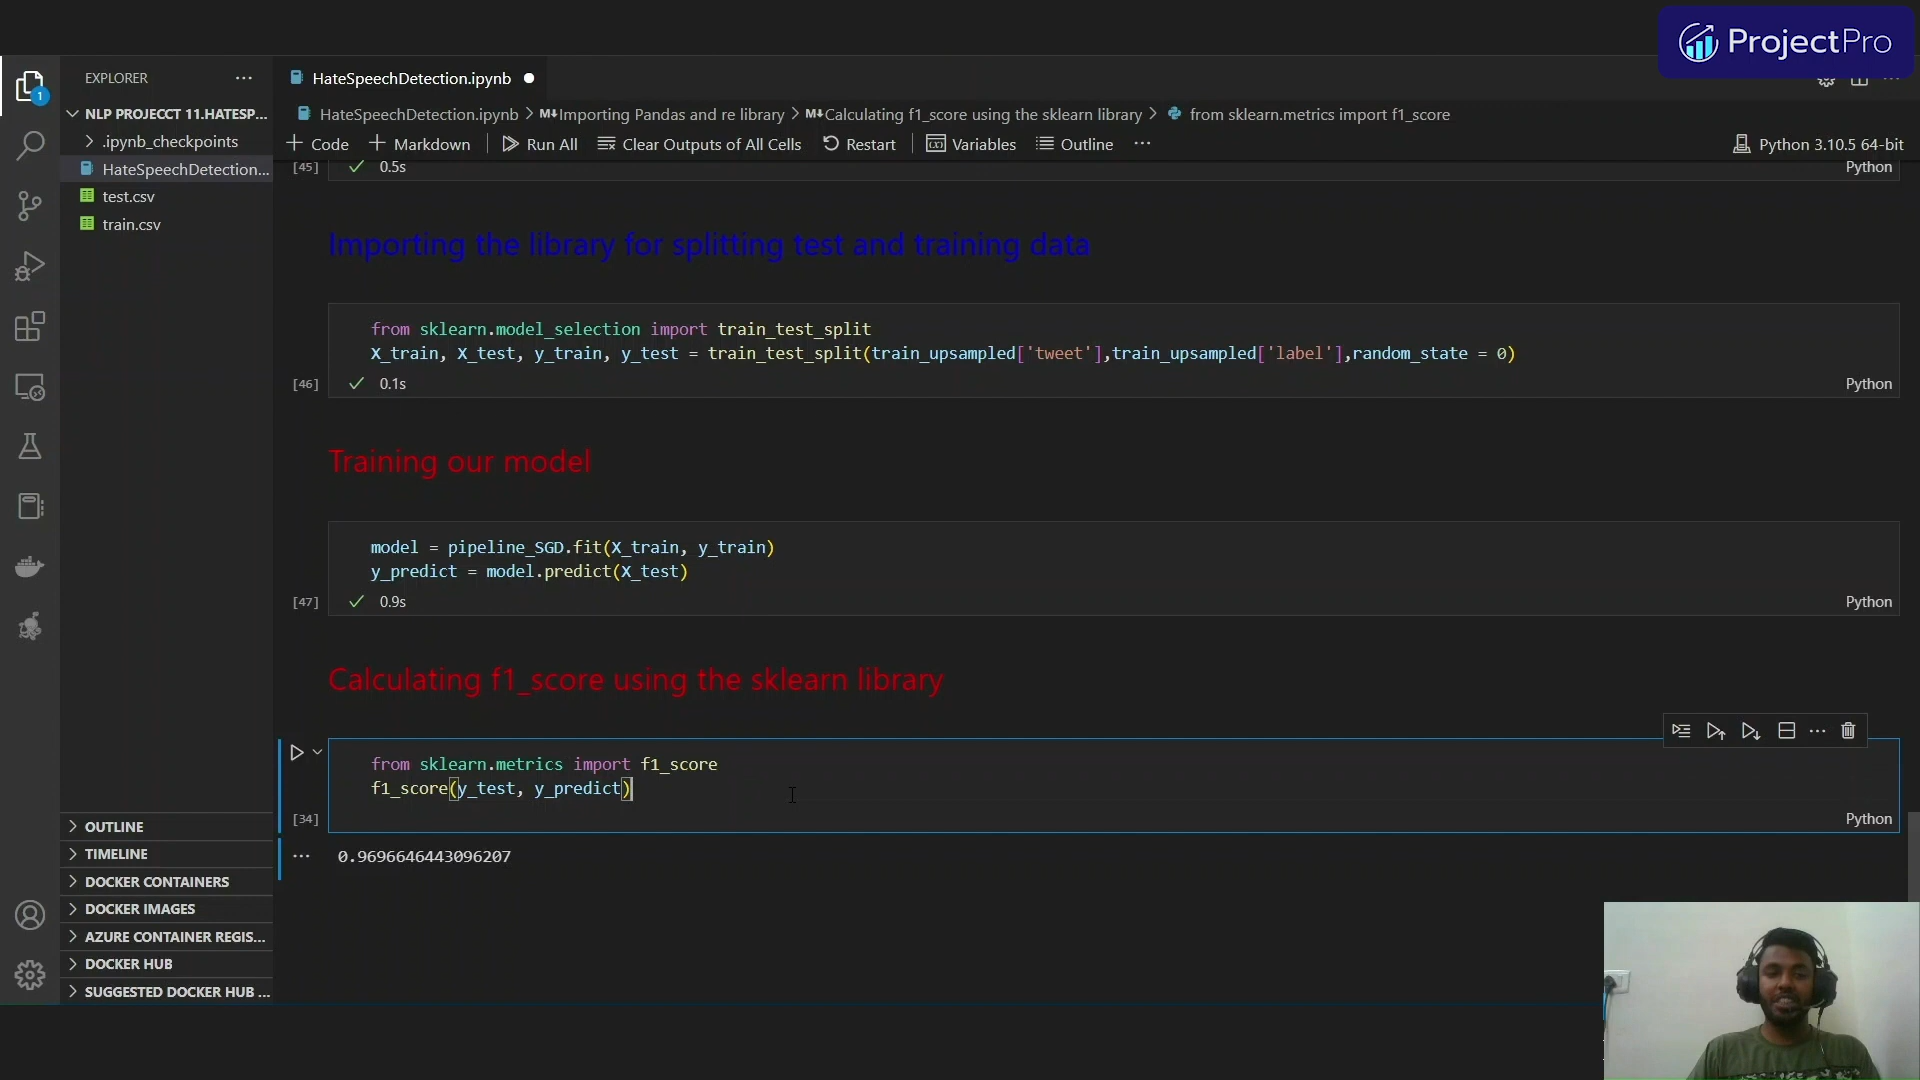 ProjectPro
EXPLORER
HateSpeechDetection.ipynb
1
NLP PROJECCT 11.HATESP...
.ipynb_checkpoints
HateSpeechDetection...
test.csv
train.csv
HateSpeechDetection.ipynb > M↓Importing Pandas and re library > M↓Calculating f1_score using the sklearn library > from sklearn.metrics import f1_score
+ Code + Markdown Run All Clear Outputs of All Cells Restart Variables Outline ... Python 3.10.5 64-bit
[45] 0.5s Python
Importing the library for splitting test and training data
from sklearn.model_selection import train_test_split
X_train, X_test, y_train, y_test = train_test_split(train_upsampled['tweet'],train_upsampled['label'],random_state = 0)
[46] 0.1s Python
Training our model
model = pipeline_SGD.fit(X_train, y_train)
y_predict = model.predict(X_test)
[47] 0.9s Python
Calculating f1_score using the sklearn library
from sklearn.metrics import f1_score
f1_score(y_test, y_predict)
[34] Python
... 0.9696646443096207
OUTLINE
TIMELINE
DOCKER CONTAINERS
DOCKER IMAGES
AZURE CONTAINER REGIS...
DOCKER HUB
SUGGESTED DOCKER HUB ...